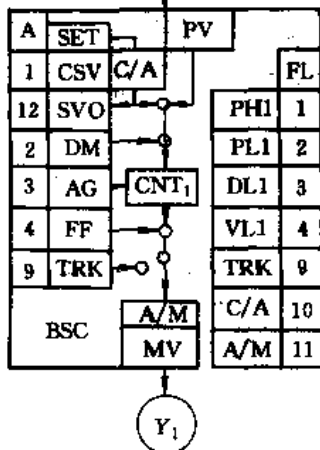 A SET PV
1 CSV C/A FL
12 SVO PH1 1
2 DM PL1 2
3 AG CNT₁ DL1 3
4 FF VL1 4
9 TRK TRK 9
A/M C/A 10
BSC MV A/M 11
Y₁